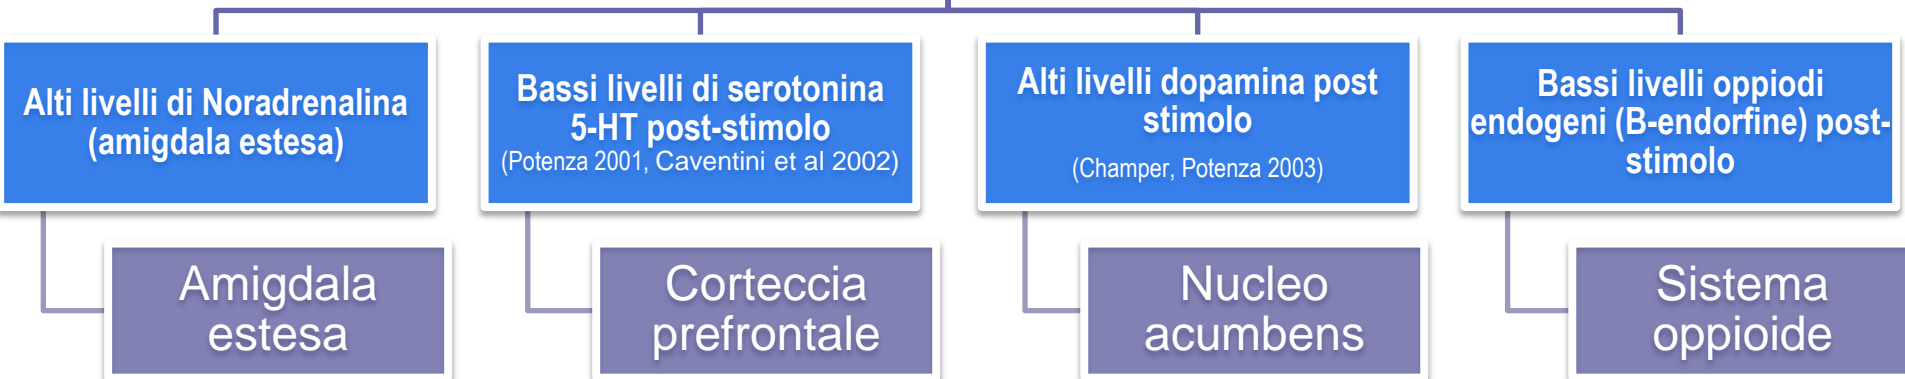 Alti livelli di Noradrenalina
(amigdala estesa)
Bassi livelli di serotonina
5-HT post-stimolo
(Potenza 2001, Caventini et al 2002)
Alti livelli dopamina post
stimolo
(Champer, Potenza 2003)
Bassi livelli oppiodi
endogeni (B-endorfine) post-
stimolo
Amigdala
estesa
Corteccia
prefrontale
Nucleo
acumbens
Sistema
oppioide